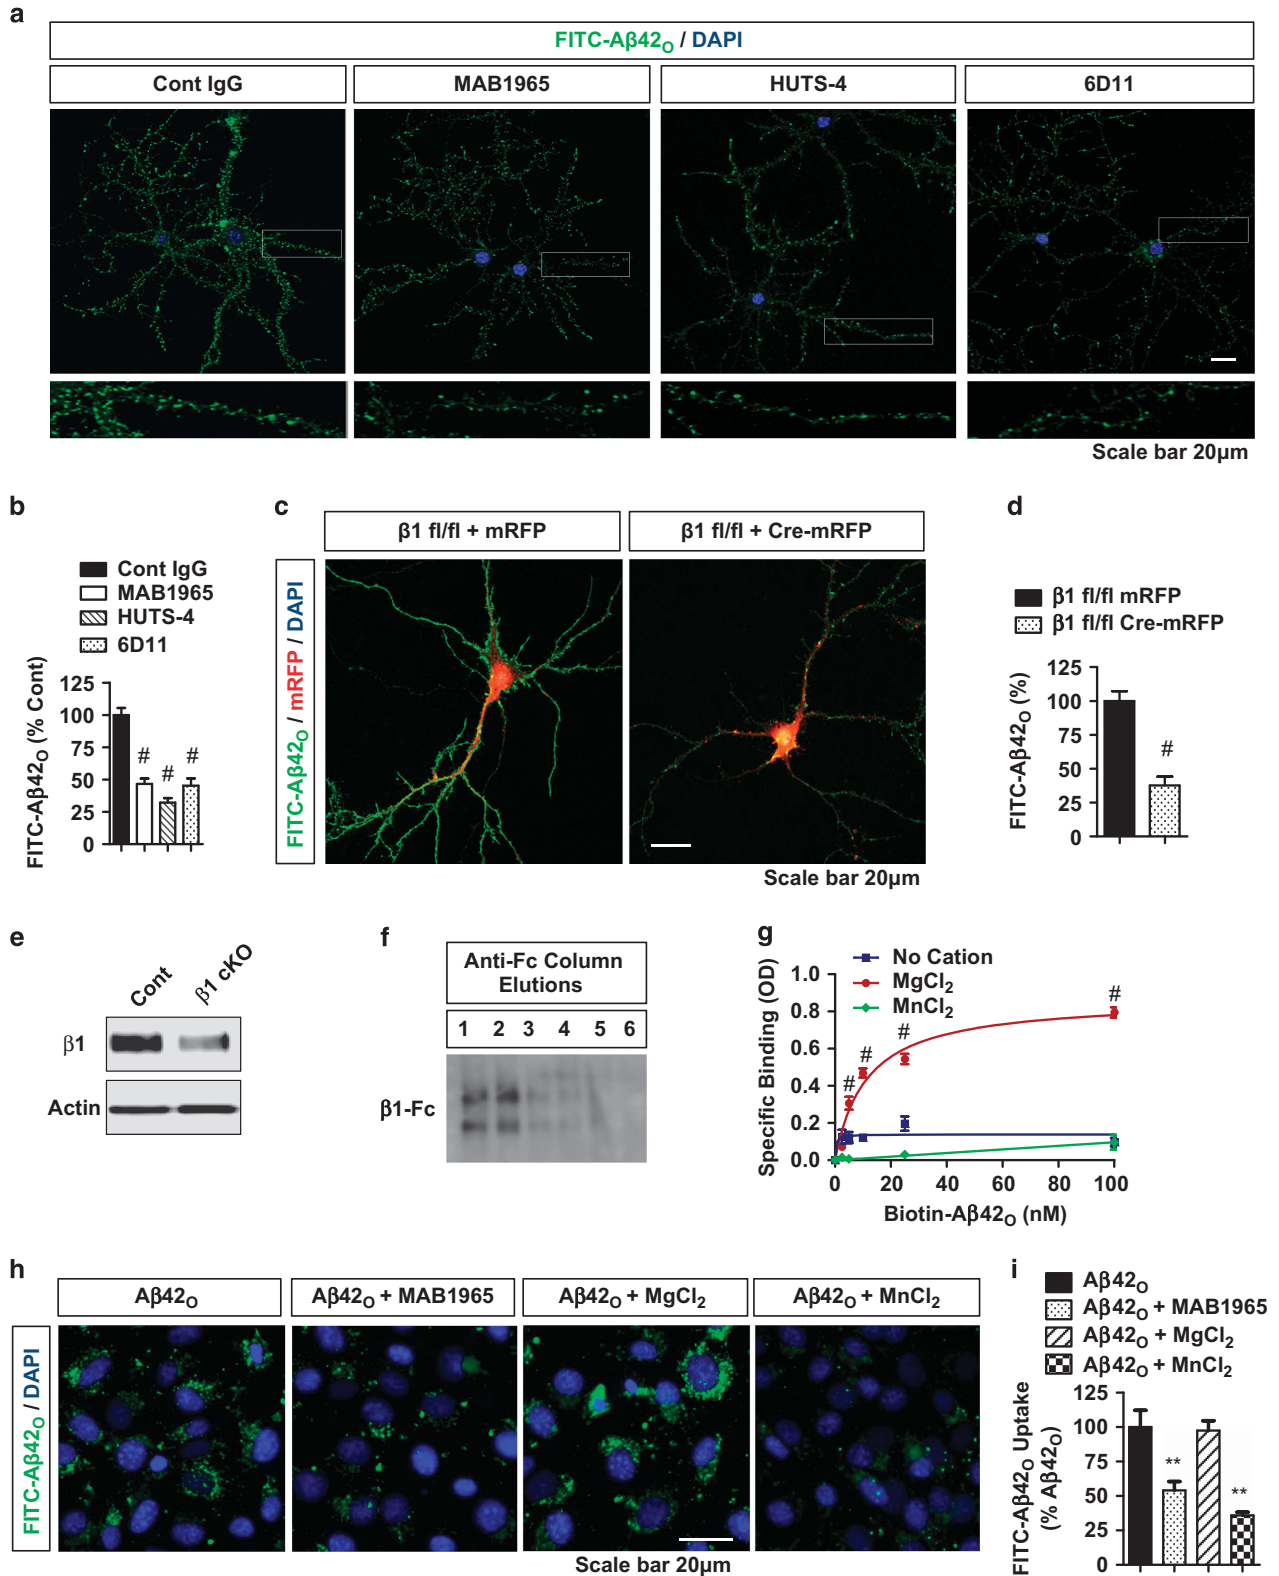 a
FITC-Aβ42O / DAPI
Cont IgG
MAB1965
HUTS-4
6D11
Scale bar 20µm
b
Cont IgG
MAB1965
HUTS-4
6D11
FITC-Aβ42O (% Cont)
125
100
75
50
25
0
#
#
#
c
β1 fl/fl + mRFP
β1 fl/fl + Cre-mRFP
FITC-Aβ42O / mRFP / DAPI
Scale bar 20µm
d
β1 fl/fl mRFP
β1 fl/fl Cre-mRFP
FITC-Aβ42O (%)
125
100
75
50
25
0
#
e
Cont
β1 cKO
β1
Actin
f
Anti-Fc Column
Elutions
1 2 3 4 5 6
β1-Fc
g
No Cation
MgCl2
MnCl2
Specific Binding (OD)
1.0
0.8
0.6
0.4
0.2
0.0
#
#
#
#
0 20 40 60 80 100
Biotin-Aβ42O (nM)
h
Aβ42O
Aβ42O + MAB1965
Aβ42O + MgCl2
Aβ42O + MnCl2
FITC-Aβ42O / DAPI
Scale bar 20µm
i
Aβ42O
Aβ42O + MAB1965
Aβ42O + MgCl2
Aβ42O + MnCl2
FITC-Aβ42O Uptake
(% Aβ42O)
125
100
75
50
25
0
**
**